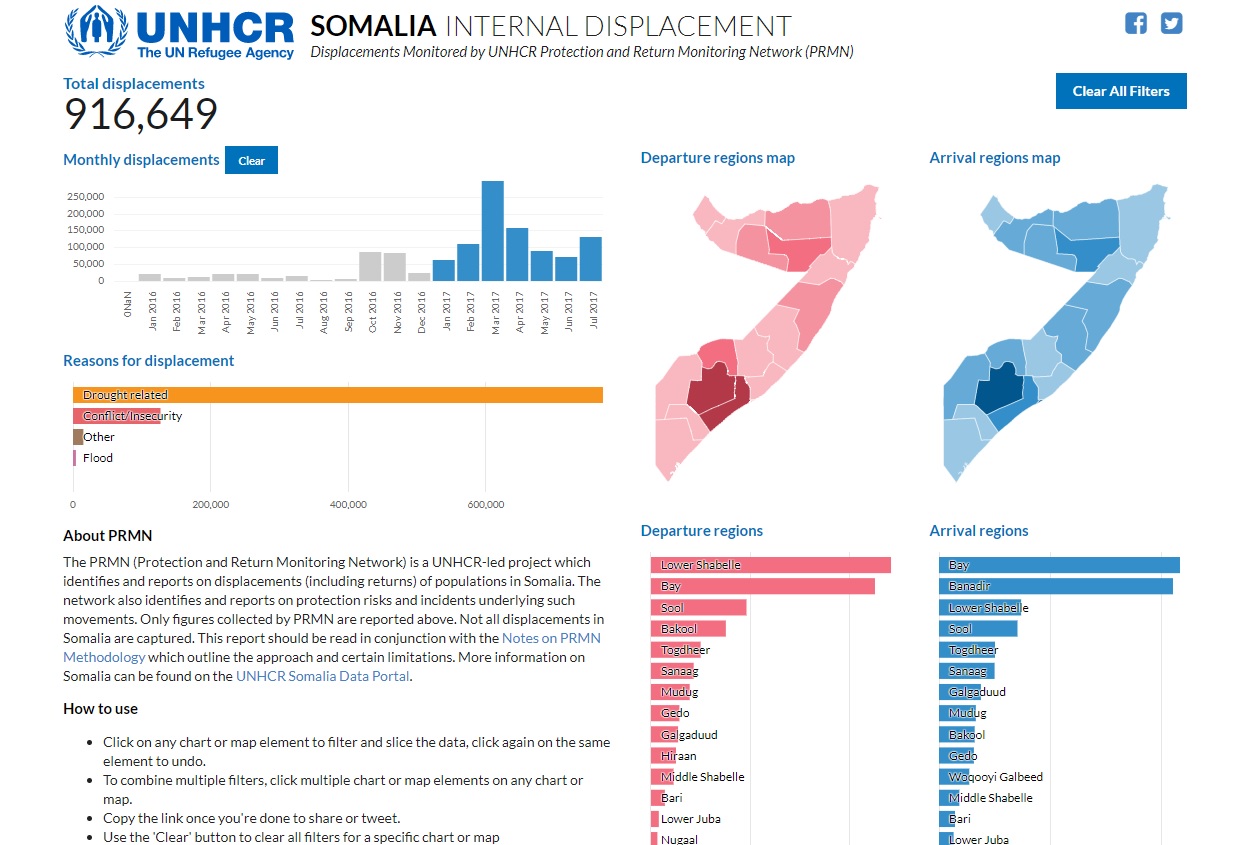 UNHCR
The UN Refugee Agency
SOMALIA INTERNAL DISPLACEMENT
Displacements Monitored by UNHCR Protection and Return Monitoring Network (PRMN)
Total displacements
916,649
Clear All Filters
Monthly displacements
Clear
250,000
200,000
150,000
100,000
50,000
0
0NaN
Jan 2016
Feb 2016
Mar 2016
Apr 2016
May 2016
Jun 2016
Jul 2016
Aug 2016
Sep 2016
Oct 2016
Nov 2016
Dec 2016
Jan 2017
Feb 2017
Mar 2017
Apr 2017
May 2017
Jun 2017
Jul 2017
Reasons for displacement
Drought related
Conflict/Insecurity
Other
Flood
0
200,000
400,000
600,000
About PRMN
The PRMN (Protection and Return Monitoring Network) is a UNHCR-led project which
identifies and reports on displacements (including returns) of populations in Somalia. The
network also identifies and reports on protection risks and incidents underlying such
movements. Only figures collected by PRMN are reported above. Not all displacements in
Somalia are captured. This report should be read in conjunction with the Notes on PRMN
Methodology which outline the approach and certain limitations. More information on
Somalia can be found on the UNHCR Somalia Data Portal.
How to use
• Click on any chart or map element to filter and slice the data, click again on the same
element to undo.
• To combine multiple filters, click multiple chart or map elements on any chart or
map.
• Copy the link once you're done to share or tweet.
• Use the 'Clear' button to clear all filters for a specific chart or map
Departure regions map
Departure regions
Lower Shabelle
Bay
Sool
Bakool
Togdheer
Sanaag
Mudug
Gedo
Galgaduud
Hiraan
Middle Shabelle
Bari
Lower Juba
Nugaal
Arrival regions map
Arrival regions
Bay
Banadir
Lower Shabelle
Sool
Togdheer
Sanaag
Galgaduud
Mudug
Bakool
Gedo
Woqooyi Galbeed
Middle Shabelle
Bari
Lower Juba